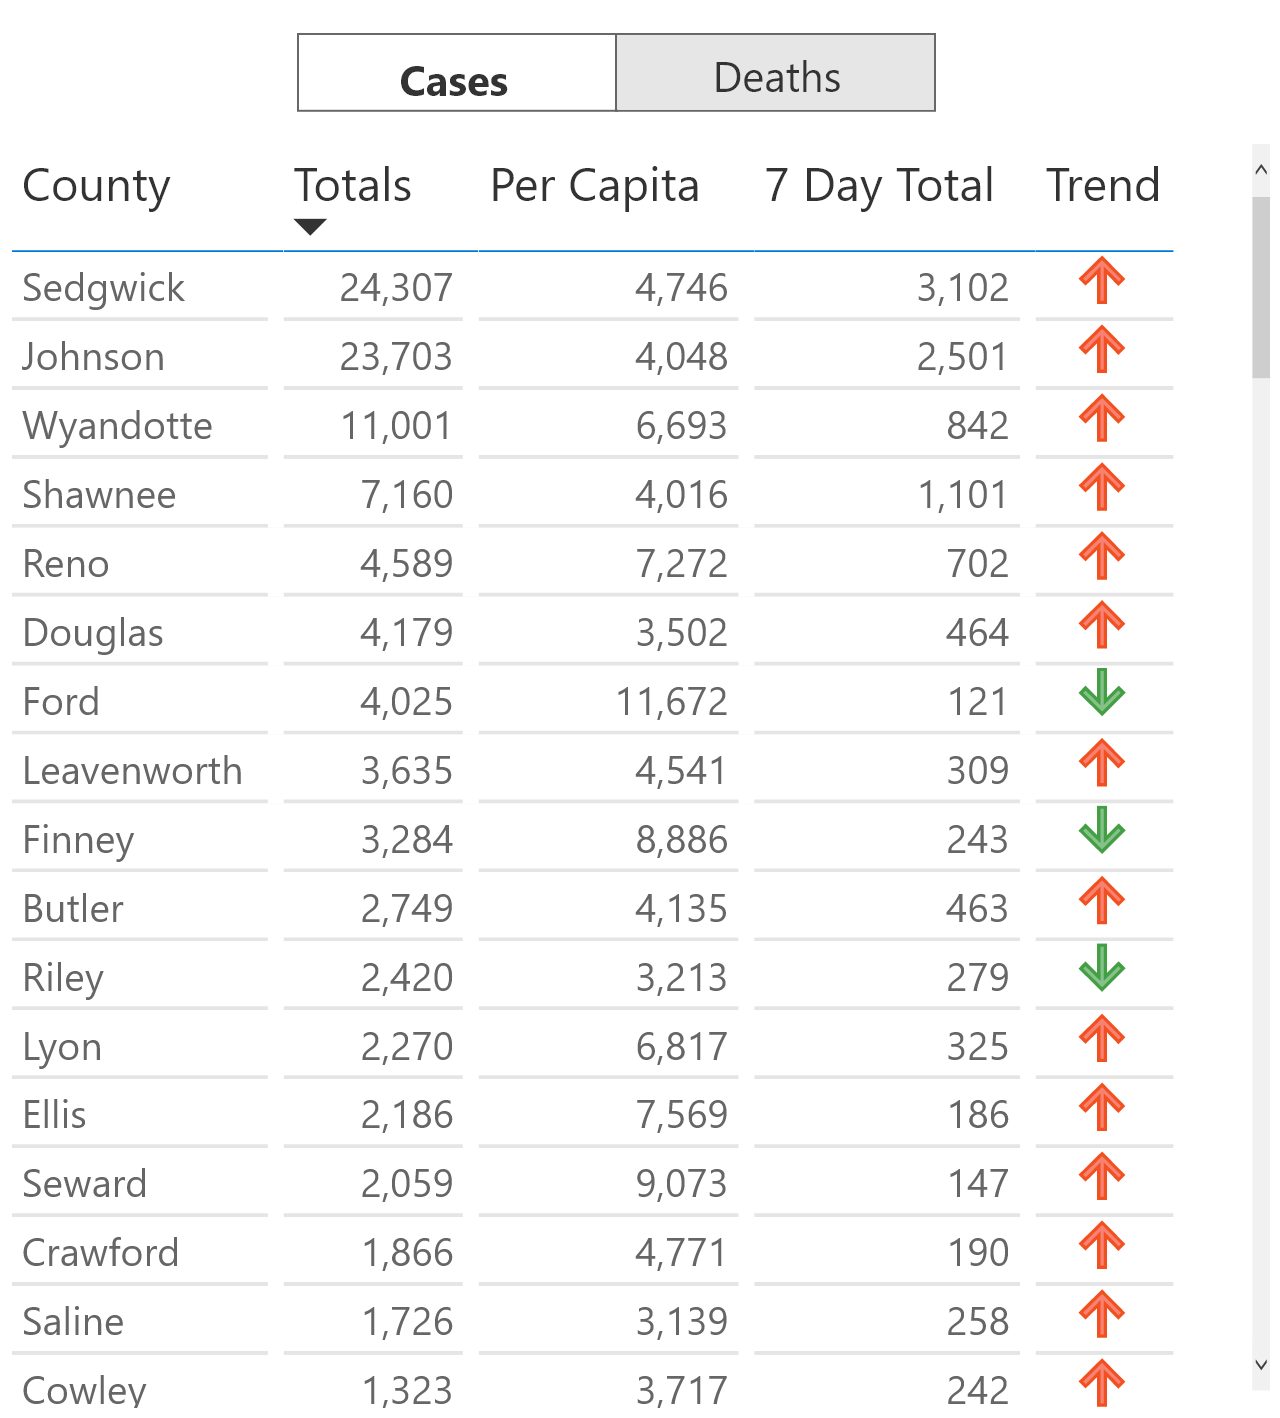 Cases Deaths
County Totals Per Capita 7 Day Total Trend
Sedgwick 24,307 4,746 3,102
Johnson 23,703 4,048 2,501
Wyandotte 11,001 6,693 842
Shawnee 7,160 4,016 1,101
Reno 4,589 7,272 702
Douglas 4,179 3,502 464
Ford 4,025 11,672 121
Leavenworth 3,635 4,541 309
Finney 3,284 8,886 243
Butler 2,749 4,135 463
Riley 2,420 3,213 279
Lyon 2,270 6,817 325
Ellis 2,186 7,569 186
Seward 2,059 9,073 147
Crawford 1,866 4,771 190
Saline 1,726 3,139 258
Cowley 1,323 3,717 242